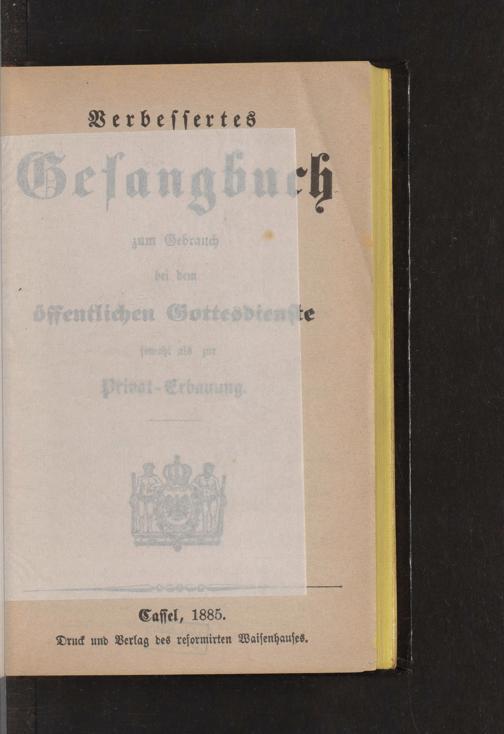 Verbessertes
Gesangbuch
zum Gebrauch
bei dem
öffentlichen Gottesdienste
sowohl als zur
Privat-Erbauung.
Cassel, 1885.
Druck und Verlag des reformirten Waisenhauses.